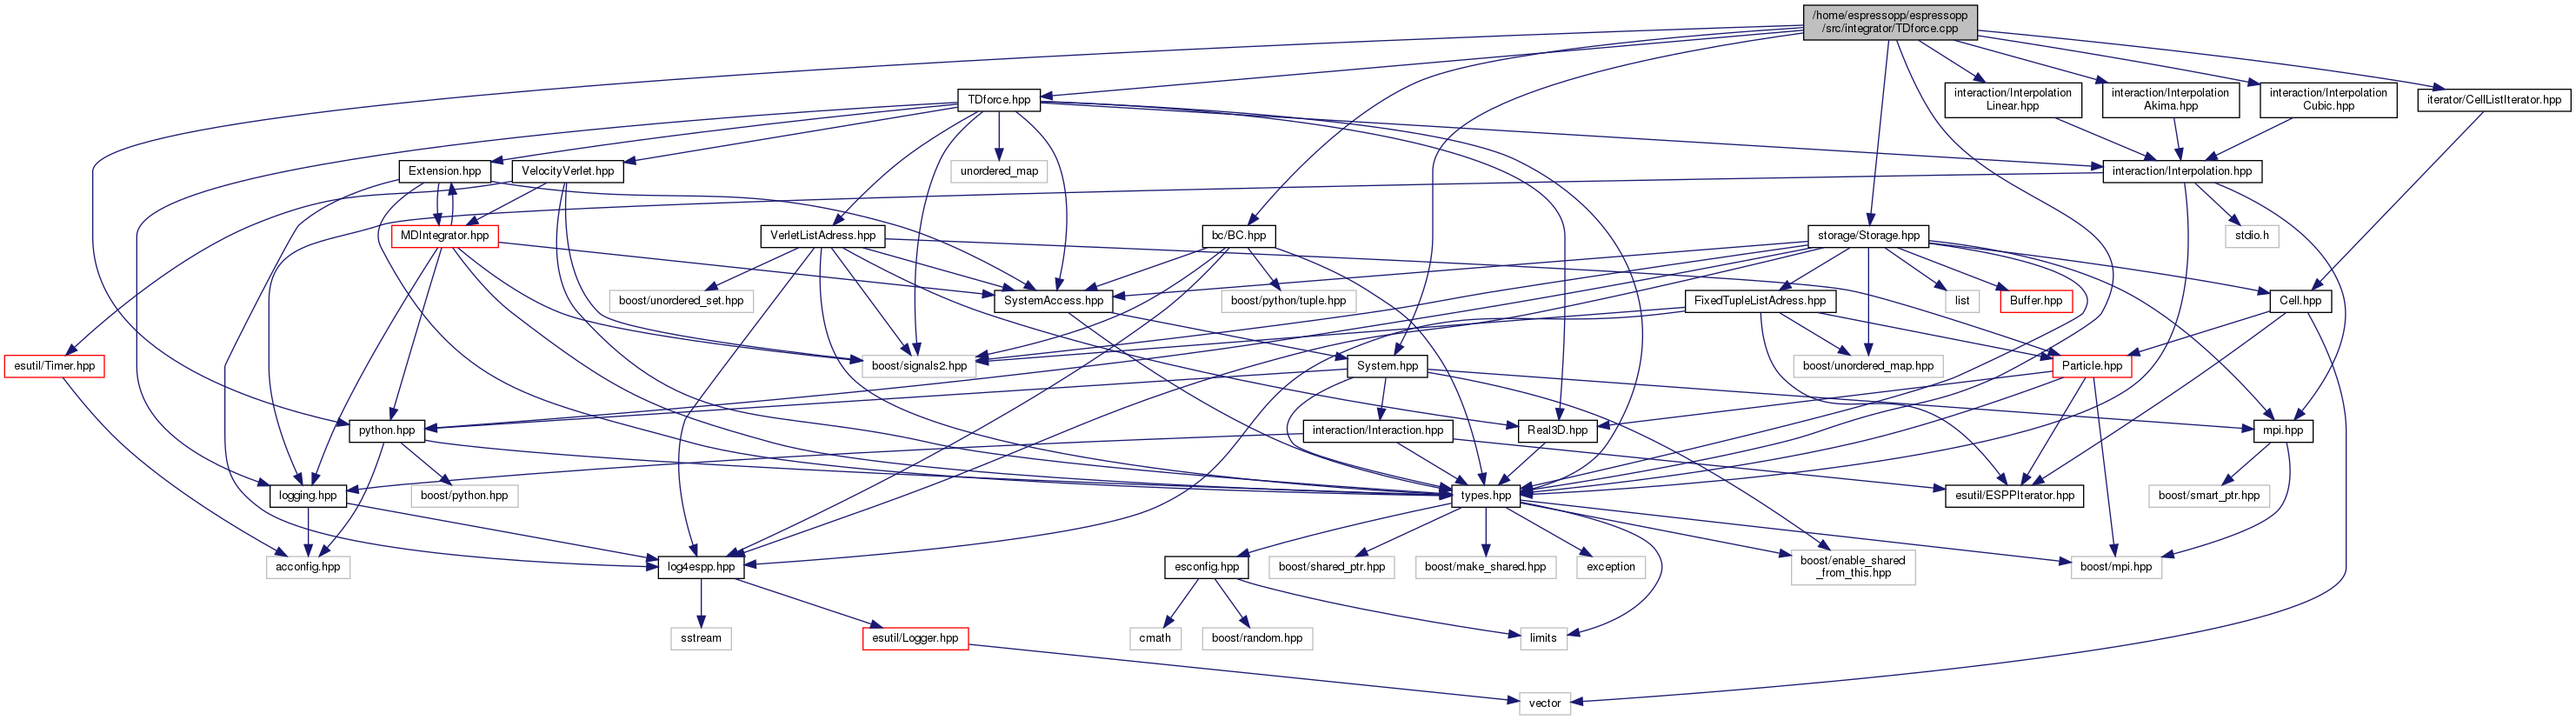 /home/espressopp/espressopp
/src/integrator/TDforce.cpp
TDforce.hpp
interaction/Interpolation
Linear.hpp
interaction/Interpolation
Akima.hpp
interaction/Interpolation
Cubic.hpp
iterator/CellListIterator.hpp
Extension.hpp
VelocityVerlet.hpp
unordered_map
interaction/Interpolation.hpp
MDIntegrator.hpp
VerletListAdress.hpp
bc/BC.hpp
storage/Storage.hpp
stdio.h
boost/unordered_set.hpp
SystemAccess.hpp
boost/python/tuple.hpp
FixedTupleListAdress.hpp
list
Buffer.hpp
Cell.hpp
esutil/Timer.hpp
boost/signals2.hpp
System.hpp
boost/unordered_map.hpp
Particle.hpp
python.hpp
interaction/Interaction.hpp
Real3D.hpp
mpi.hpp
logging.hpp
boost/python.hpp
types.hpp
esutil/ESPPIterator.hpp
boost/smart_ptr.hpp
acconfig.hpp
log4espp.hpp
esconfig.hpp
boost/shared_ptr.hpp
boost/make_shared.hpp
exception
boost/enable_shared
_from_this.hpp
boost/mpi.hpp
sstream
esutil/Logger.hpp
cmath
boost/random.hpp
limits
vector